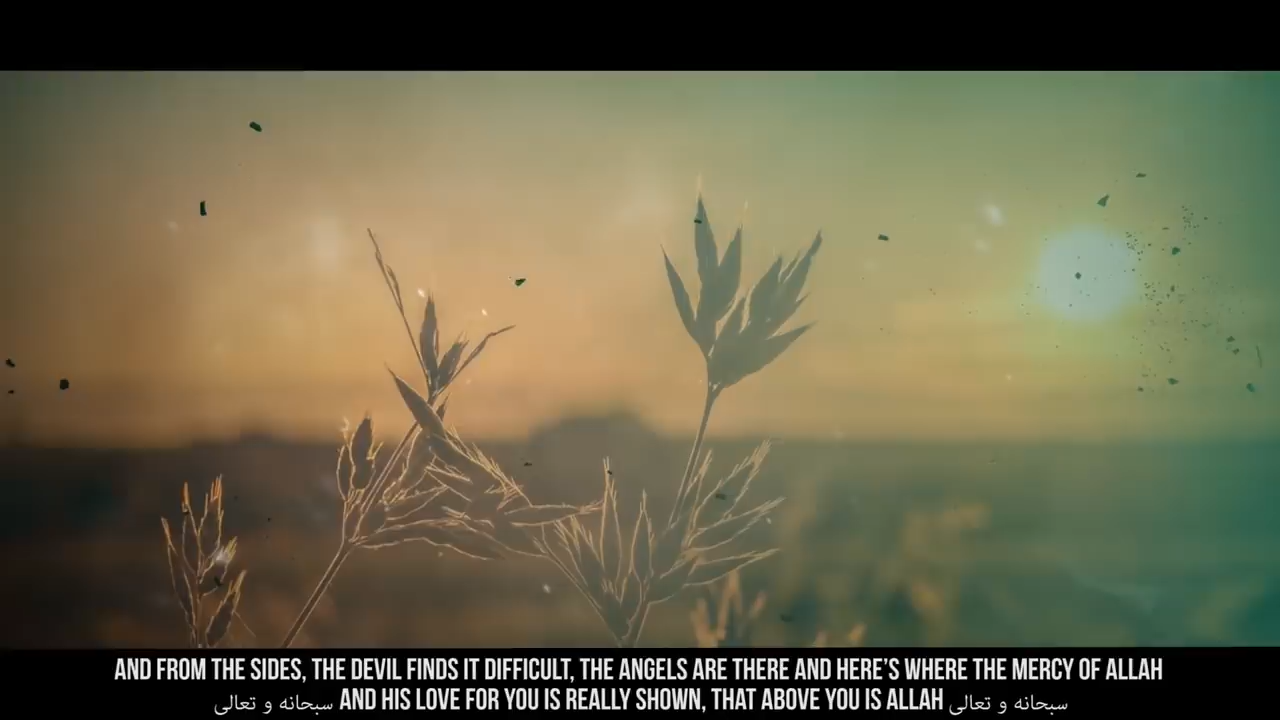 AND FROM THE SIDES, THE DEVIL FINDS IT DIFFICULT, THE ANGELS ARE THERE AND HERE'S WHERE THE MERCY OF ALLAH
سبحانه و تعالى AND HIS LOVE FOR YOU IS REALLY SHOWN, THAT ABOVE YOU IS ALLAH سبحانه و تعالى